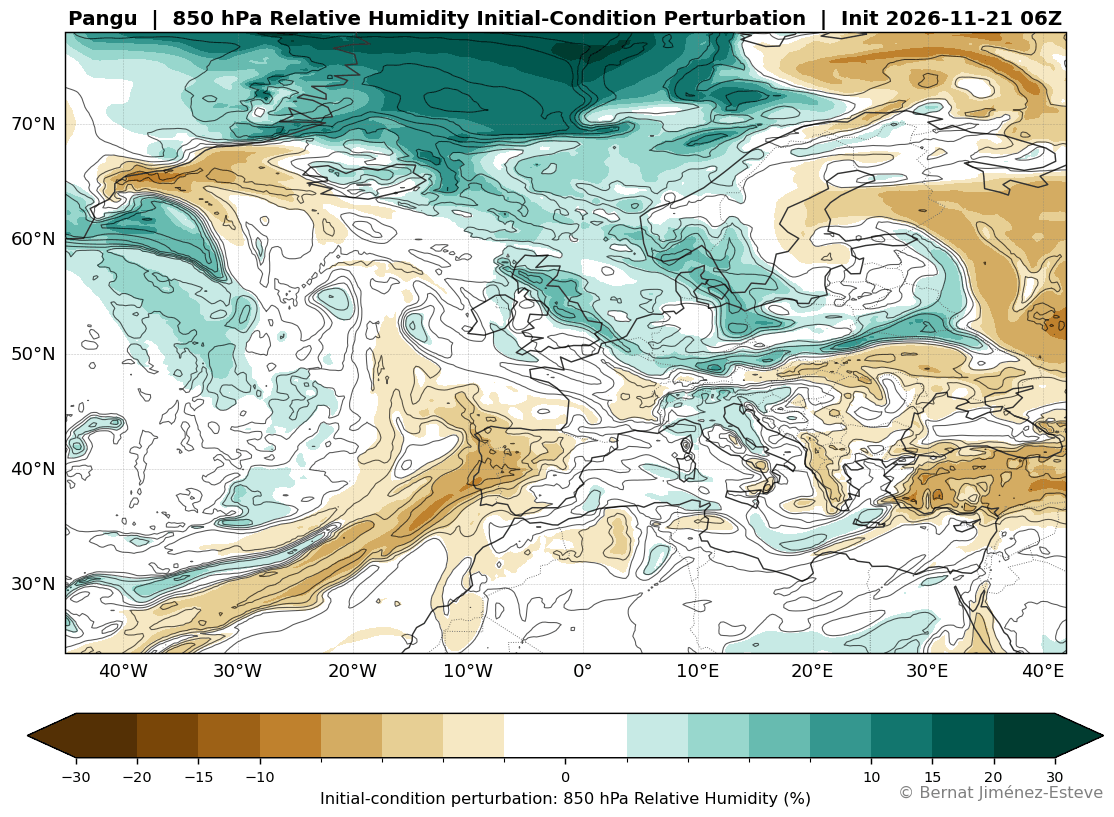 Pangu | 850 hPa Relative Humidity Initial-Condition Perturbation | Init 2026-11-21 06Z
70°N
60°N
50°N
40°N
30°N
40°W 30°W 20°W 10°W 0° 10°E 20°E 30°E 40°E
−30 −20 −15 −10 0 10 15 20 30
Initial-condition perturbation: 850 hPa Relative Humidity (%)
© Bernat Jiménez-Esteve